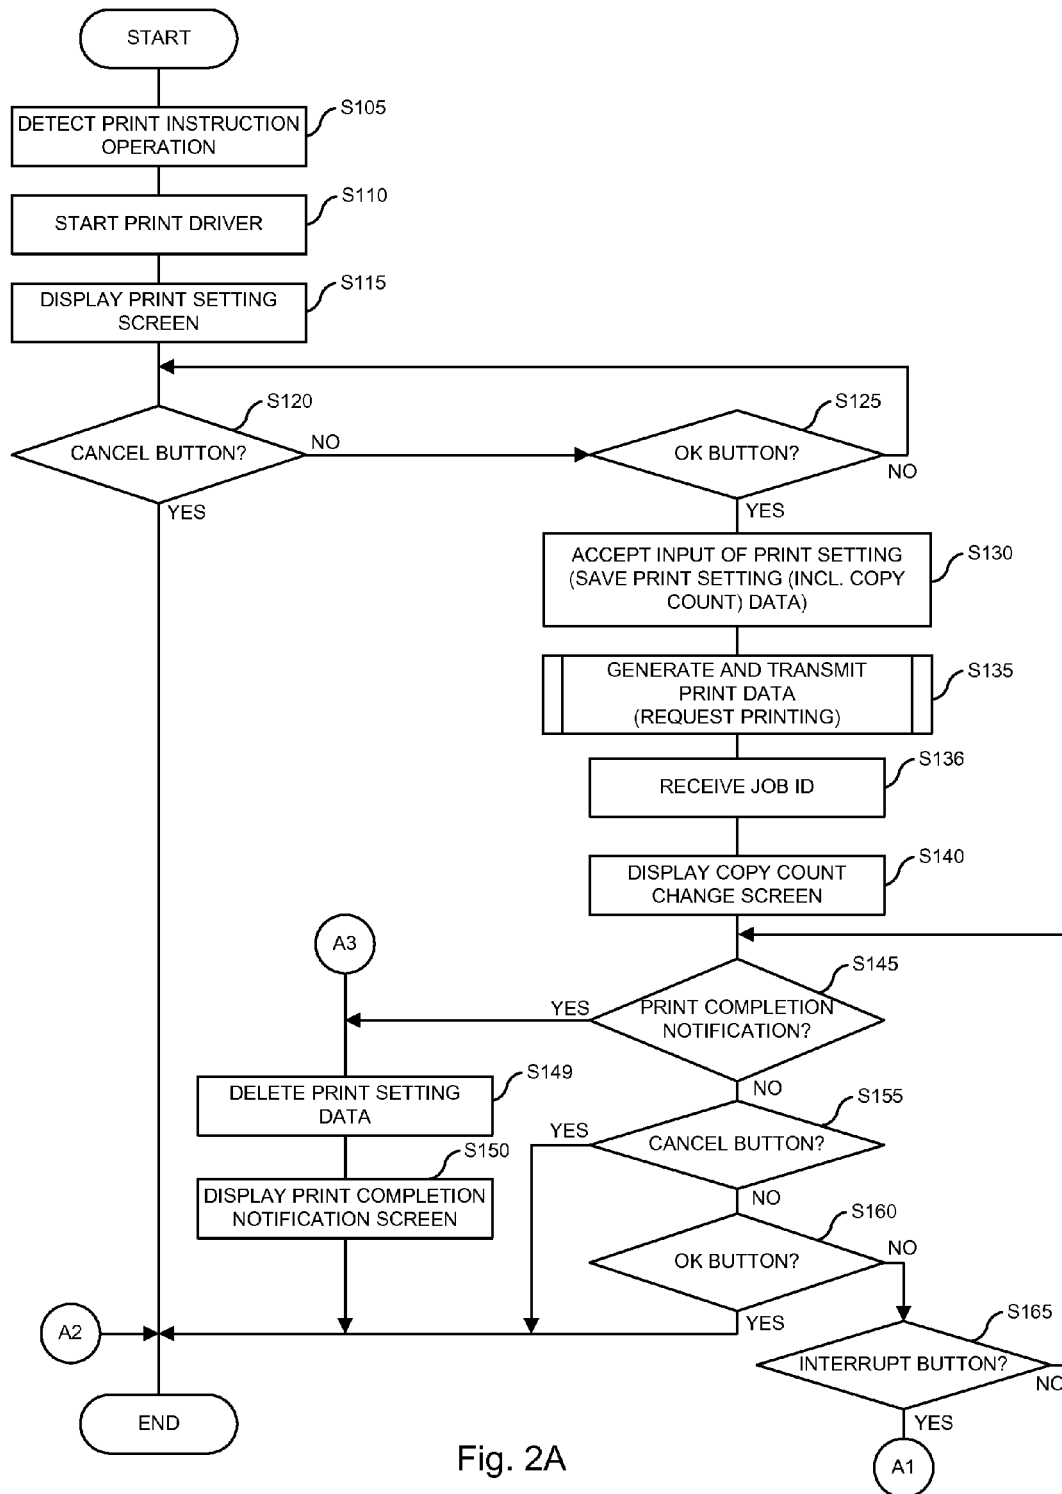 START
S105
DETECT PRINT INSTRUCTION
OPERATION
S110
START PRINT DRIVER
S115
DISPLAY PRINT SETTING
SCREEN
S120
CANCEL BUTTON?
NO
YES
S125
OK BUTTON?
NO
YES
S130
ACCEPT INPUT OF PRINT SETTING
(SAVE PRINT SETTING (INCL. COPY
COUNT) DATA)
S135
GENERATE AND TRANSMIT
PRINT DATA
(REQUEST PRINTING)
S136
RECEIVE JOB ID
S140
DISPLAY COPY COUNT
CHANGE SCREEN
A3
S145
PRINT COMPLETION
NOTIFICATION?
YES
NO
S149
DELETE PRINT SETTING
DATA
S150
DISPLAY PRINT COMPLETION
NOTIFICATION SCREEN
S155
CANCEL BUTTON?
YES
NO
S160
OK BUTTON?
NO
YES
A2
S165
INTERRUPT BUTTON?
NO
YES
END
A1
Fig. 2A